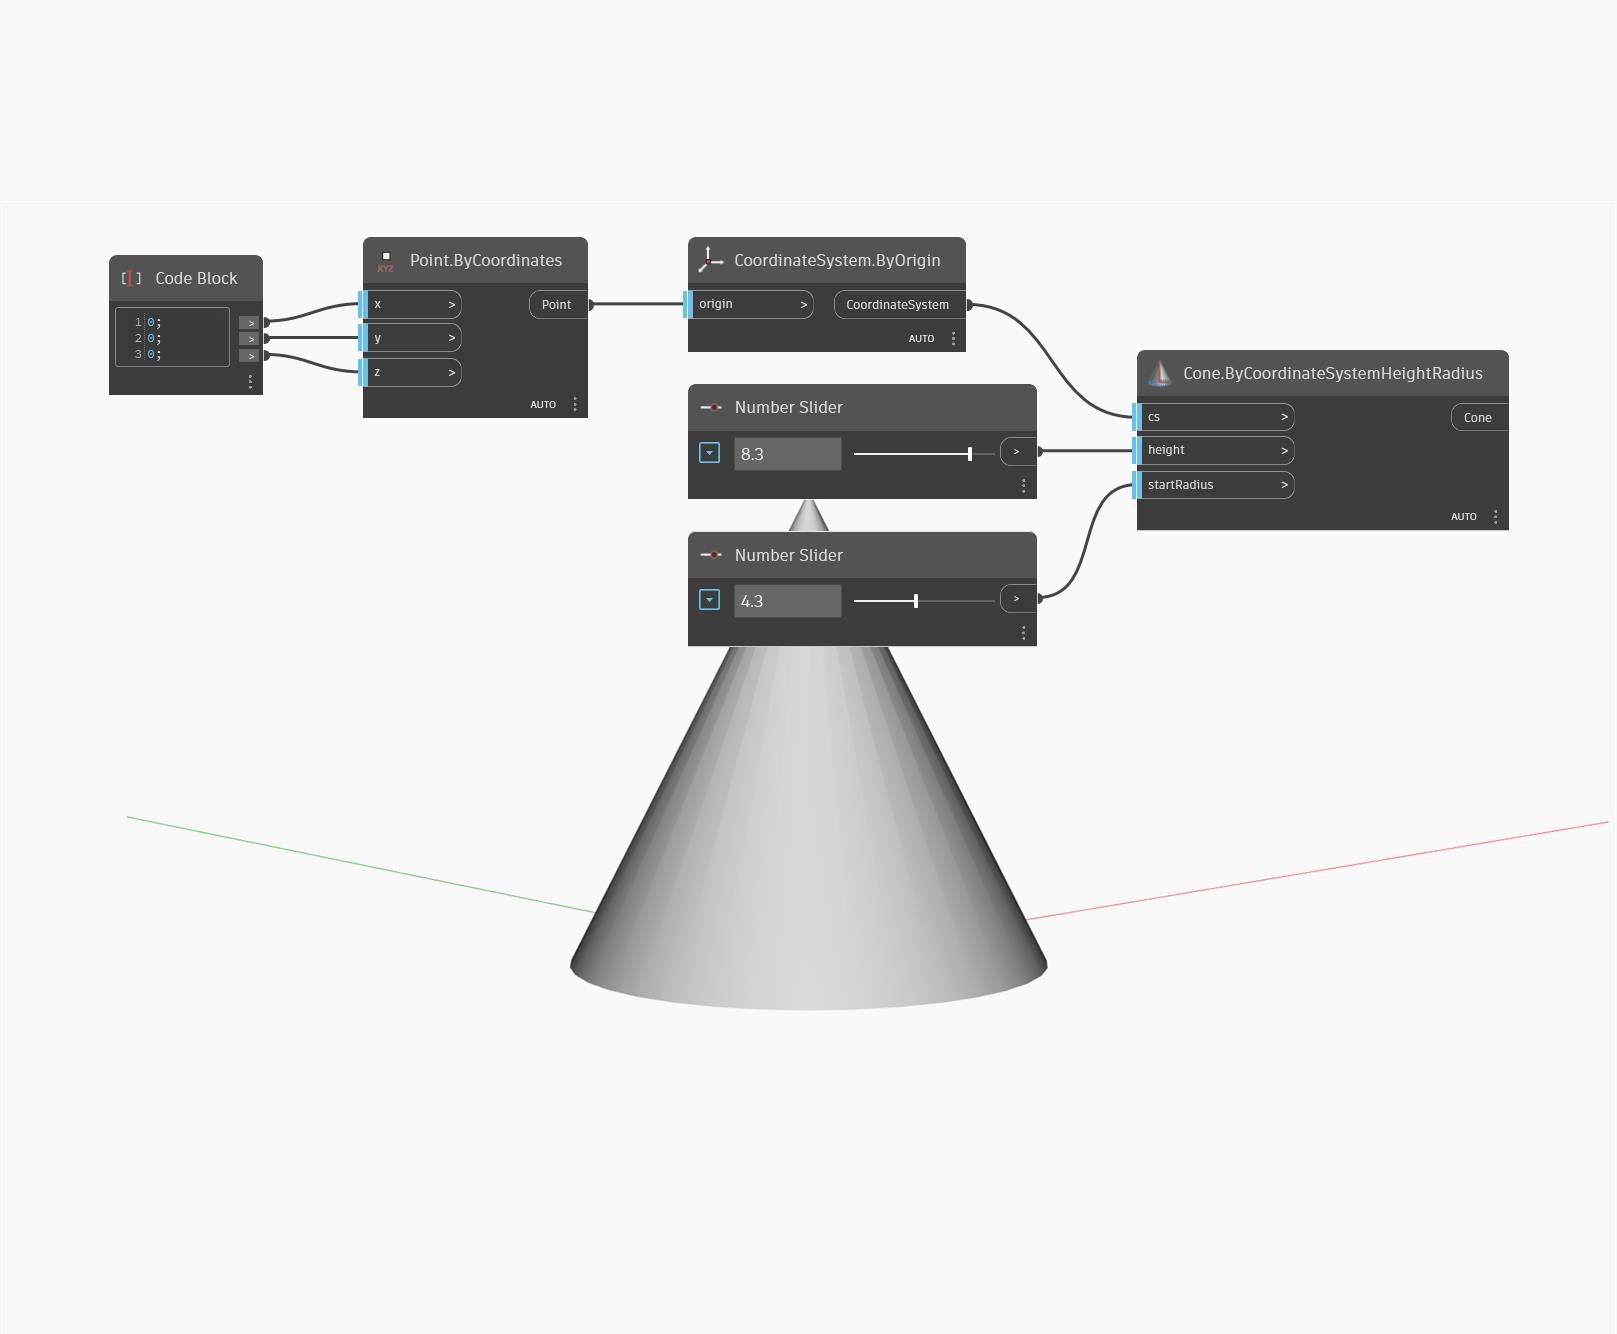 Code Block
1 0; >
2 0; >
3 0; >
XYZ Point.ByCoordinates
x > Point
y >
z >
AUTO
CoordinateSystem.ByOrigin
origin > CoordinateSystem
AUTO
Number Slider
8.3 >
Number Slider
4.3 >
Cone.ByCoordinateSystemHeightRadius
cs > Cone
height >
startRadius >
AUTO